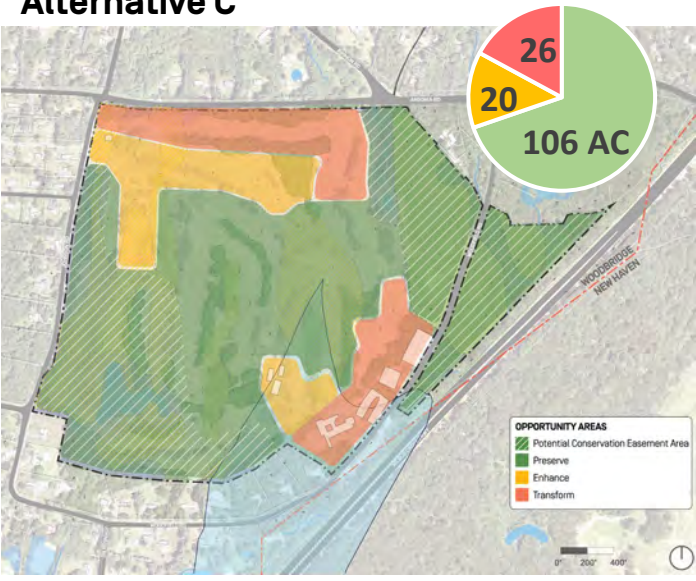 Alternative C
26
20
106 AC
WOODBRIDGE
NEW HAVEN
OPPORTUNITY AREAS
Potential Conservation Easement Area
Preserve
Enhance
Transform
0' 200' 400'